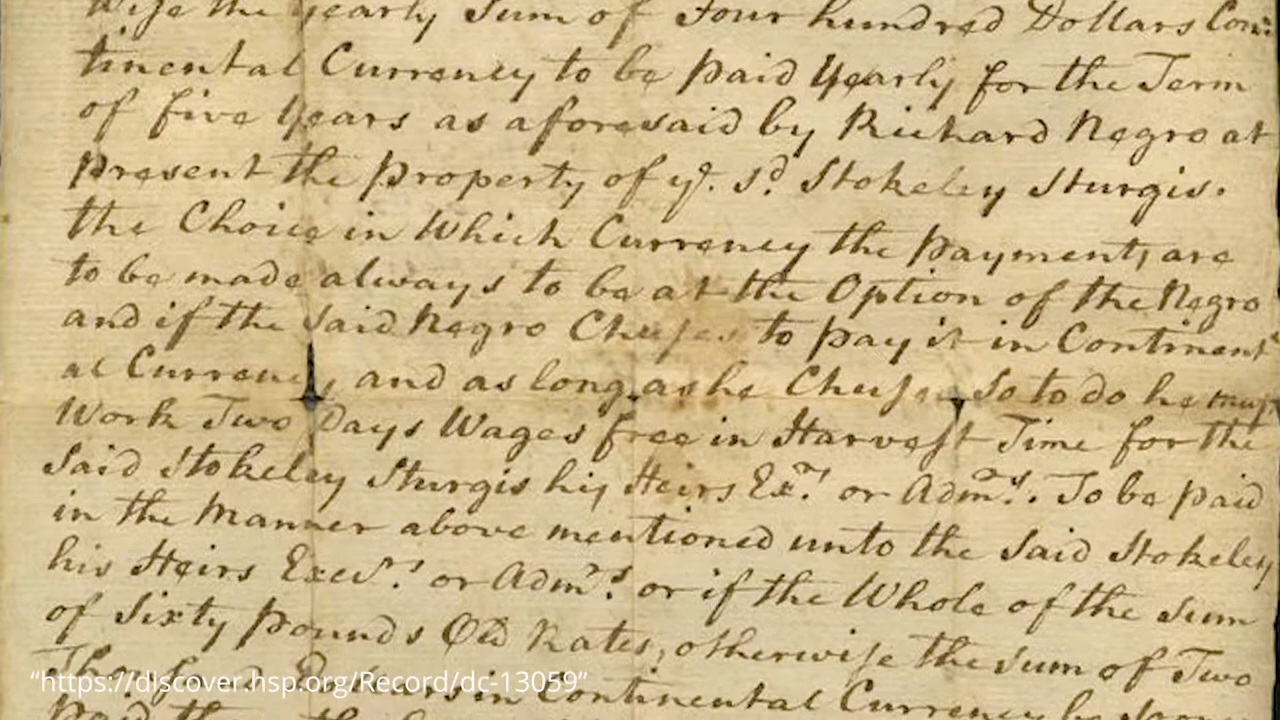 Wife the yearly Sum of Four hundred Dollars Con:
tinental Currency to be paid yearly for the Term
of five years as aforesaid by Richard Negro at
present the property of ye. sd. Stokeley Sturgis.
the Choice in Which Currency the payments are
to be made always to be at the Option of the Negro
and if the Said Negro Cheuses to pay it in Continent
al Currency, and as long as he Cheuses So to do he must
Work Two Days Wages free in Harvest Time for the
Said Stokeley Sturgis his Heirs Exrs. or Admrs. To be paid
in the Manner above mentioned unto the Said Stokeley
his Heirs Execrs. or Admrs. or if the Whole of the Sum
of Sixty pounds Old Rates, otherwise the Sum of Two
in Continental Currency
paid
“https://discover.hsp.org/Record/dc-13059”